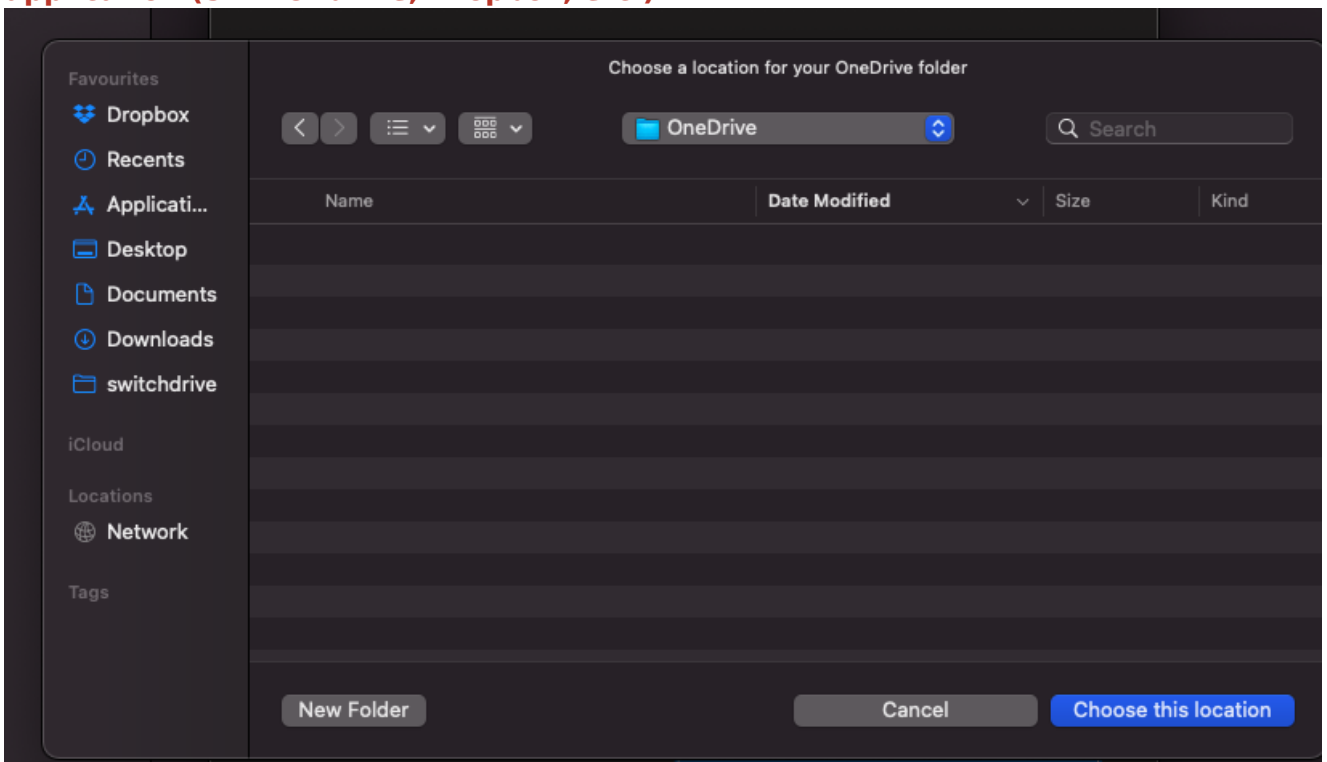 Choose a location for your OneDrive folder
Favourites
Dropbox
Recents
Applicati...
Desktop
Documents
Downloads
switchdrive
iCloud
Locations
Network
Tags
OneDrive
Search
Name Date Modified Size Kind
New Folder Cancel Choose this location